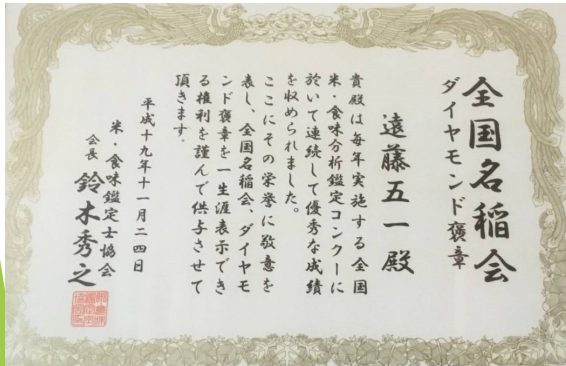 全国名稲会
ダイヤモンド褒章
遠藤五一殿
貴殿は毎年実施する全国
米・食味分析鑑定コンクーに
於いて連続して優秀な成績
を収められました。
ここにその栄誉に敬意を
表し、全国名稲会、ダイヤモ
ンド褒章を一生涯表示でき
る権利を謹んで供与させて
頂きます。
平成十九年十一月二四日
米・食味鑑定士協会
会長 鈴木秀之